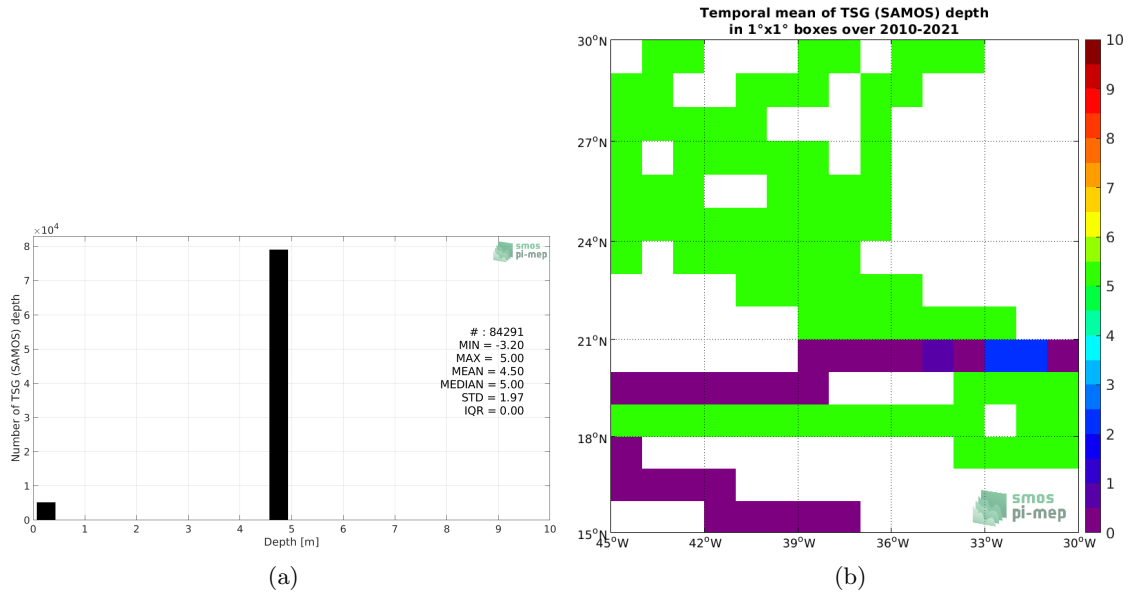 ×10⁴
8
7
6
5
4
3
2
1
0
Number of TSG (SAMOS) depth
smos
pi-mep
# : 84291
MIN = -3.20
MAX = 5.00
MEAN = 4.50
MEDIAN = 5.00
STD = 1.97
IQR = 0.00
0 1 2 3 4 5 6 7 8 9 10
Depth [m]
(a)
Temporal mean of TSG (SAMOS) depth
in 1°x1° boxes over 2010-2021
30°N
27°N
24°N
21°N
18°N
15°N
45°W 42°W 39°W 36°W 33°W 30°W
smos
pi-mep
10
9
8
7
6
5
4
3
2
1
0
(b)